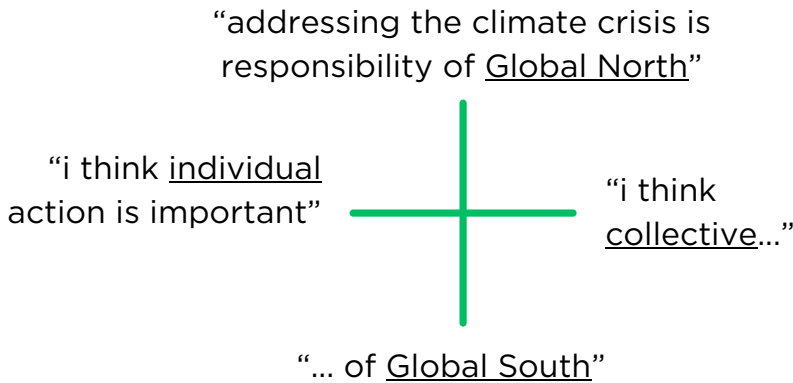 “addressing the climate crisis is
responsibility of Global North”
“i think individual
action is important”
“i think
collective...”
“... of Global South”